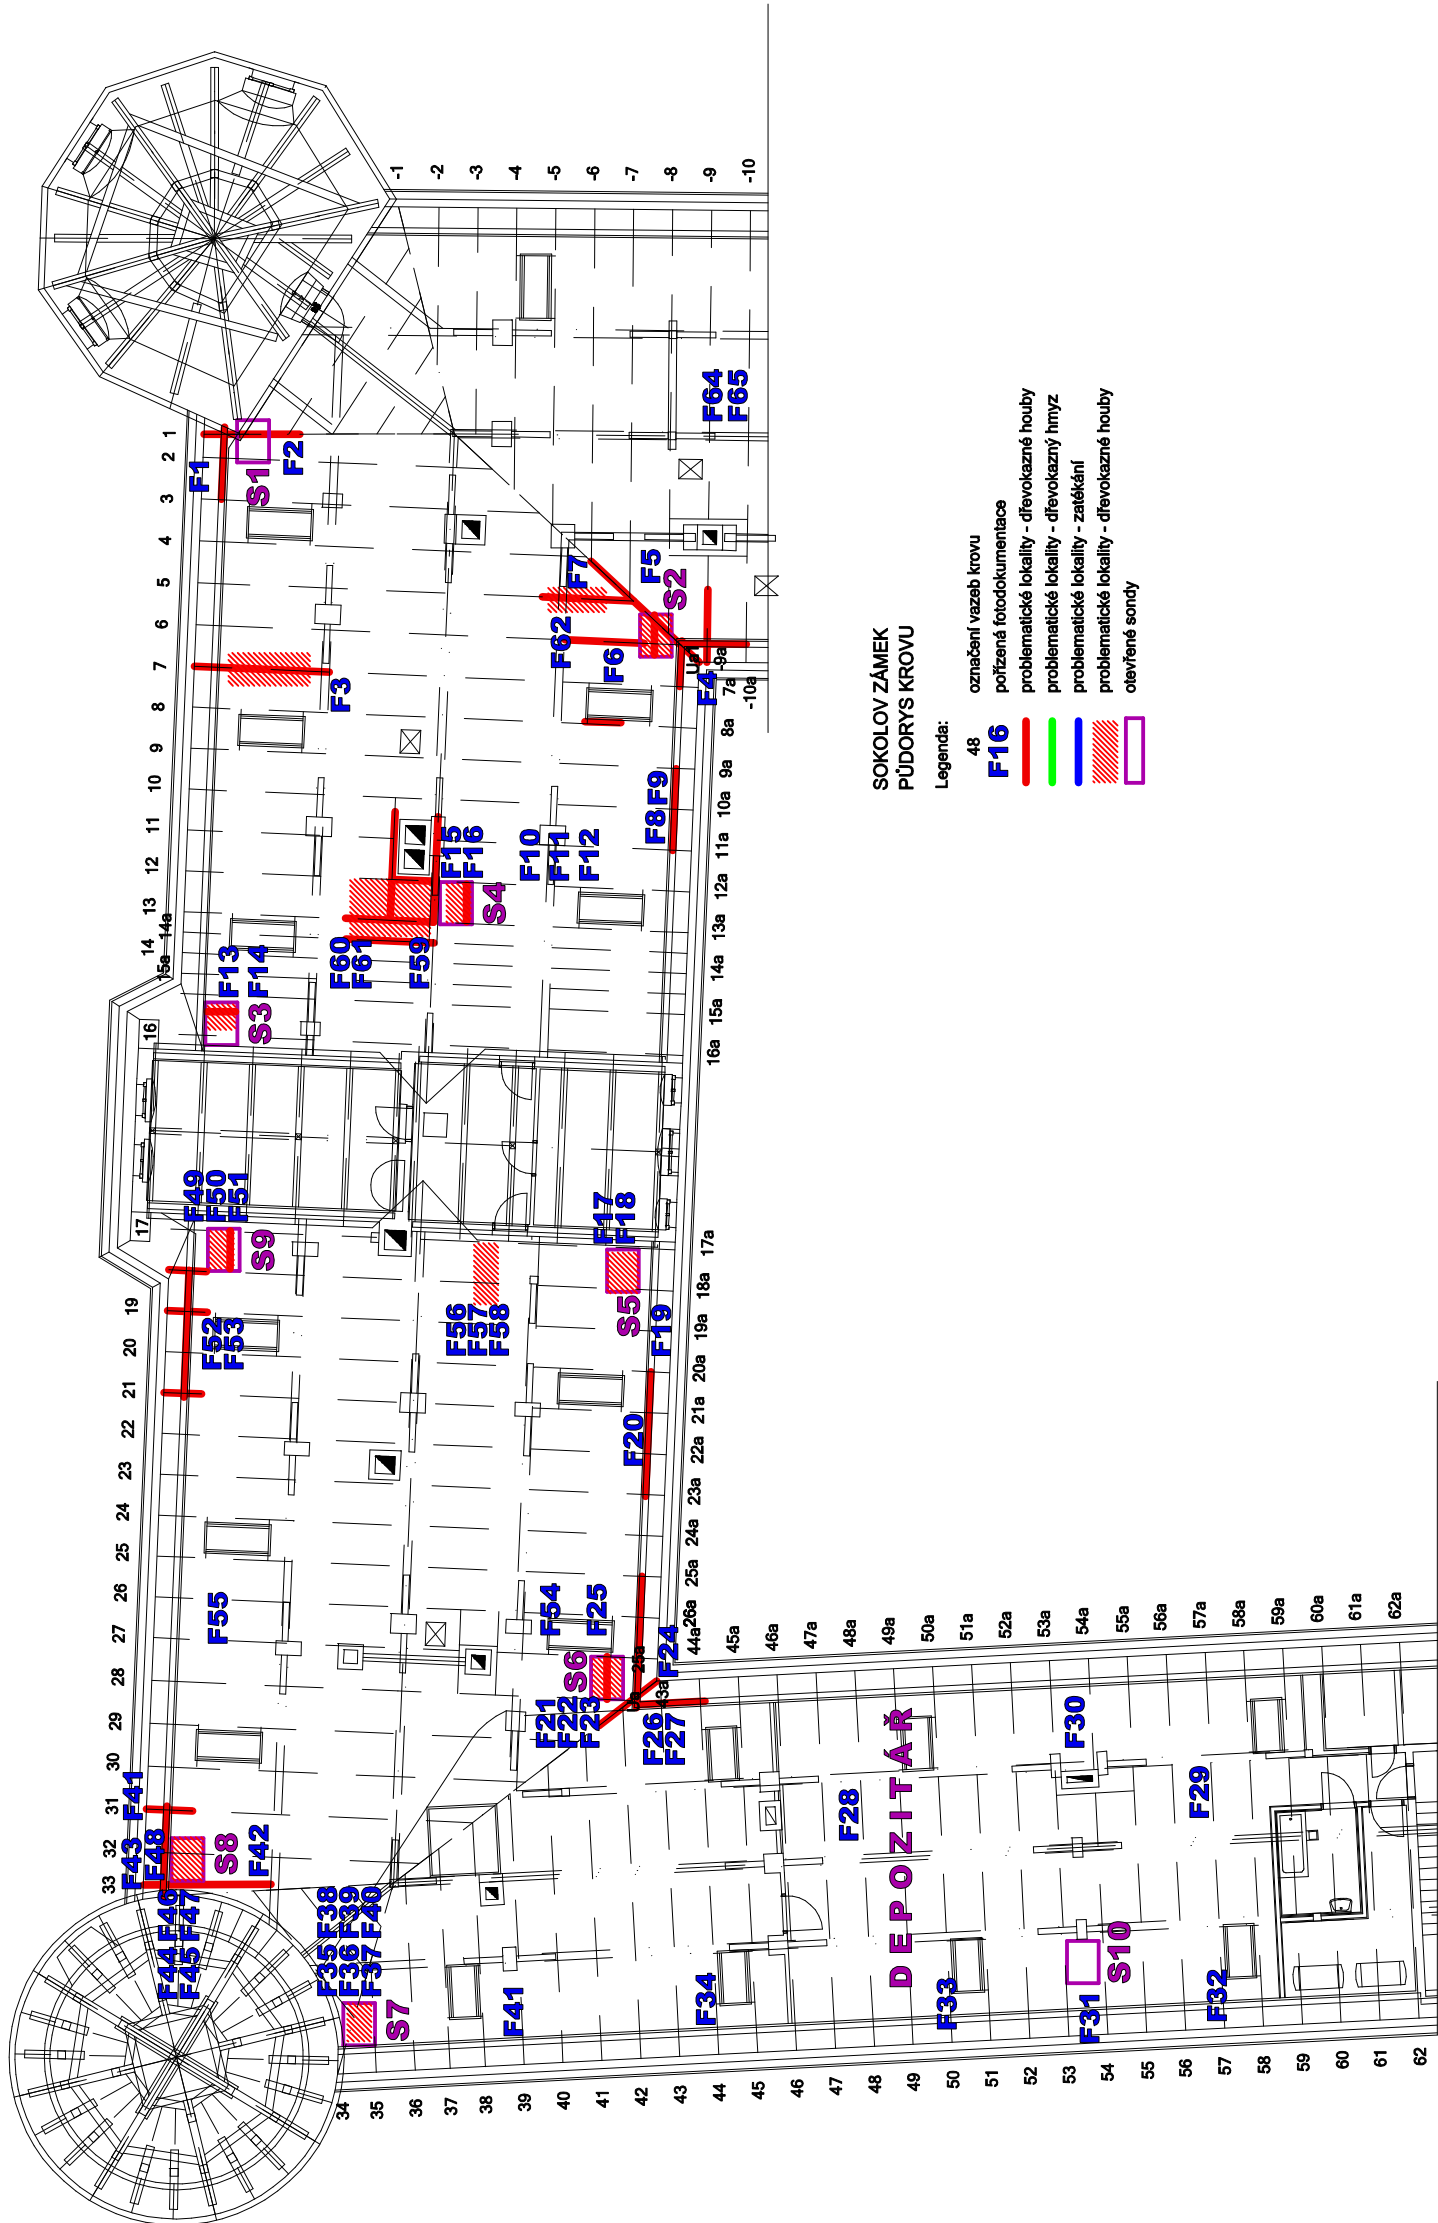 SOKOLOV ZÁMEK
PŮDORYS KROVU
Legenda:
48 označení vazeb krovu
F16 pořízená fotodokumentace
problematické lokality - dřevokazné houby
problematické lokality - dřevokazný hmyz
problematické lokality - zatékání
problematické lokality - dřevokazné houby
otevřené sondy
33
32
31
30
29
28
27
26
25
24
23
22
21
20
19
17
16
15a
14
14a
13
12
11
10
9
8
7
6
5
4
3
2
1
-1
-2
-3
-4
-5
-6
-7
-8
-9
-10
F43
F41
F48
F44 F46
F45 F47
S8
F42
F55
F52
F53
F49
F50
F51
S9
S3
F13
F14
F1
S1
F2
F35 F38
F36 F39
F37 F40
S7
F60
F61
F59
F3
F15
F16
S4
F10
F11
F12
F56
F57
F58
F17
F18
S5
F19
F20
F8 F9
F62
F6
F7
F5
S2
F4
Ua1
-9a
7a
-10a
8a
9a
10a
11a
12a
13a
14a
15a
16a
17a
18a
19a
20a
21a
22a
23a
24a
25a
26a
F54
F25
S6
F21
F22
F23
25a
43a
F24
F26
F27
F64
F65
44a
45a
46a
47a
48a
49a
50a
51a
52a
53a
54a
55a
56a
57a
58a
59a
60a
61a
62a
DEPOZITÁŘ
F28
F30
F29
F41
F34
F33
F31
S10
F32
34
35
36
37
38
39
40
41
42
43
44
45
46
47
48
49
50
51
52
53
54
55
56
57
58
59
60
61
62